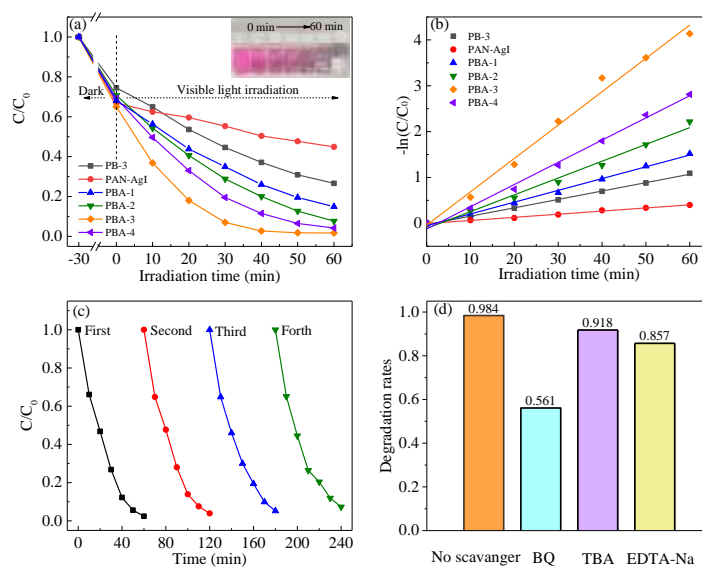 (a)
0 min
60 min
Dark
Visible light irradiation
PB-3
PAN-AgI
PBA-1
PBA-2
PBA-3
PBA-4
C/C0
1.0
0.8
0.6
0.4
0.2
0.0
-30 0 10 20 30 40 50 60
Irradiation time (min)
(b)
PB-3
PAN-AgI
PBA-1
PBA-2
PBA-3
PBA-4
-ln(C/C0)
4
3
2
1
0
0 10 20 30 40 50 60
Irradiation time (min)
(c)
First
Second
Third
Forth
C/C0
1.0
0.8
0.6
0.4
0.2
0.0
0 40 80 120 160 200 240
Time (min)
(d)
0.984
0.561
0.918
0.857
Degradation rates
1.0
0.8
0.6
0.4
0.2
0.0
No scavanger BQ TBA EDTA-Na